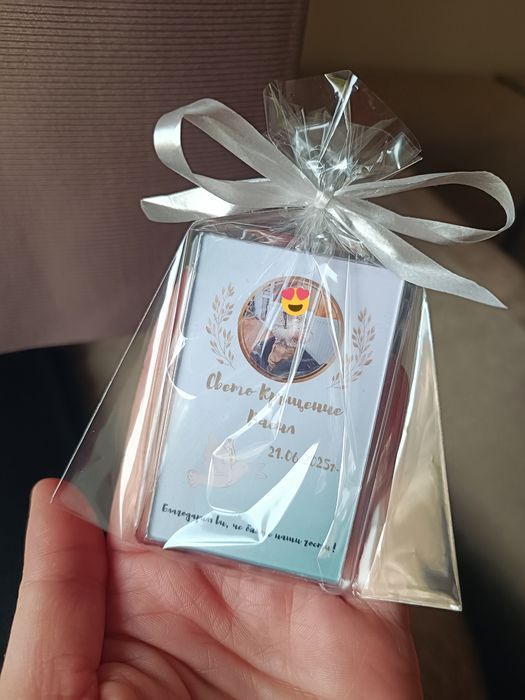 Свето Кръщение
21.06.2025г.
Благодарим Ви, че бяхте наши гости!